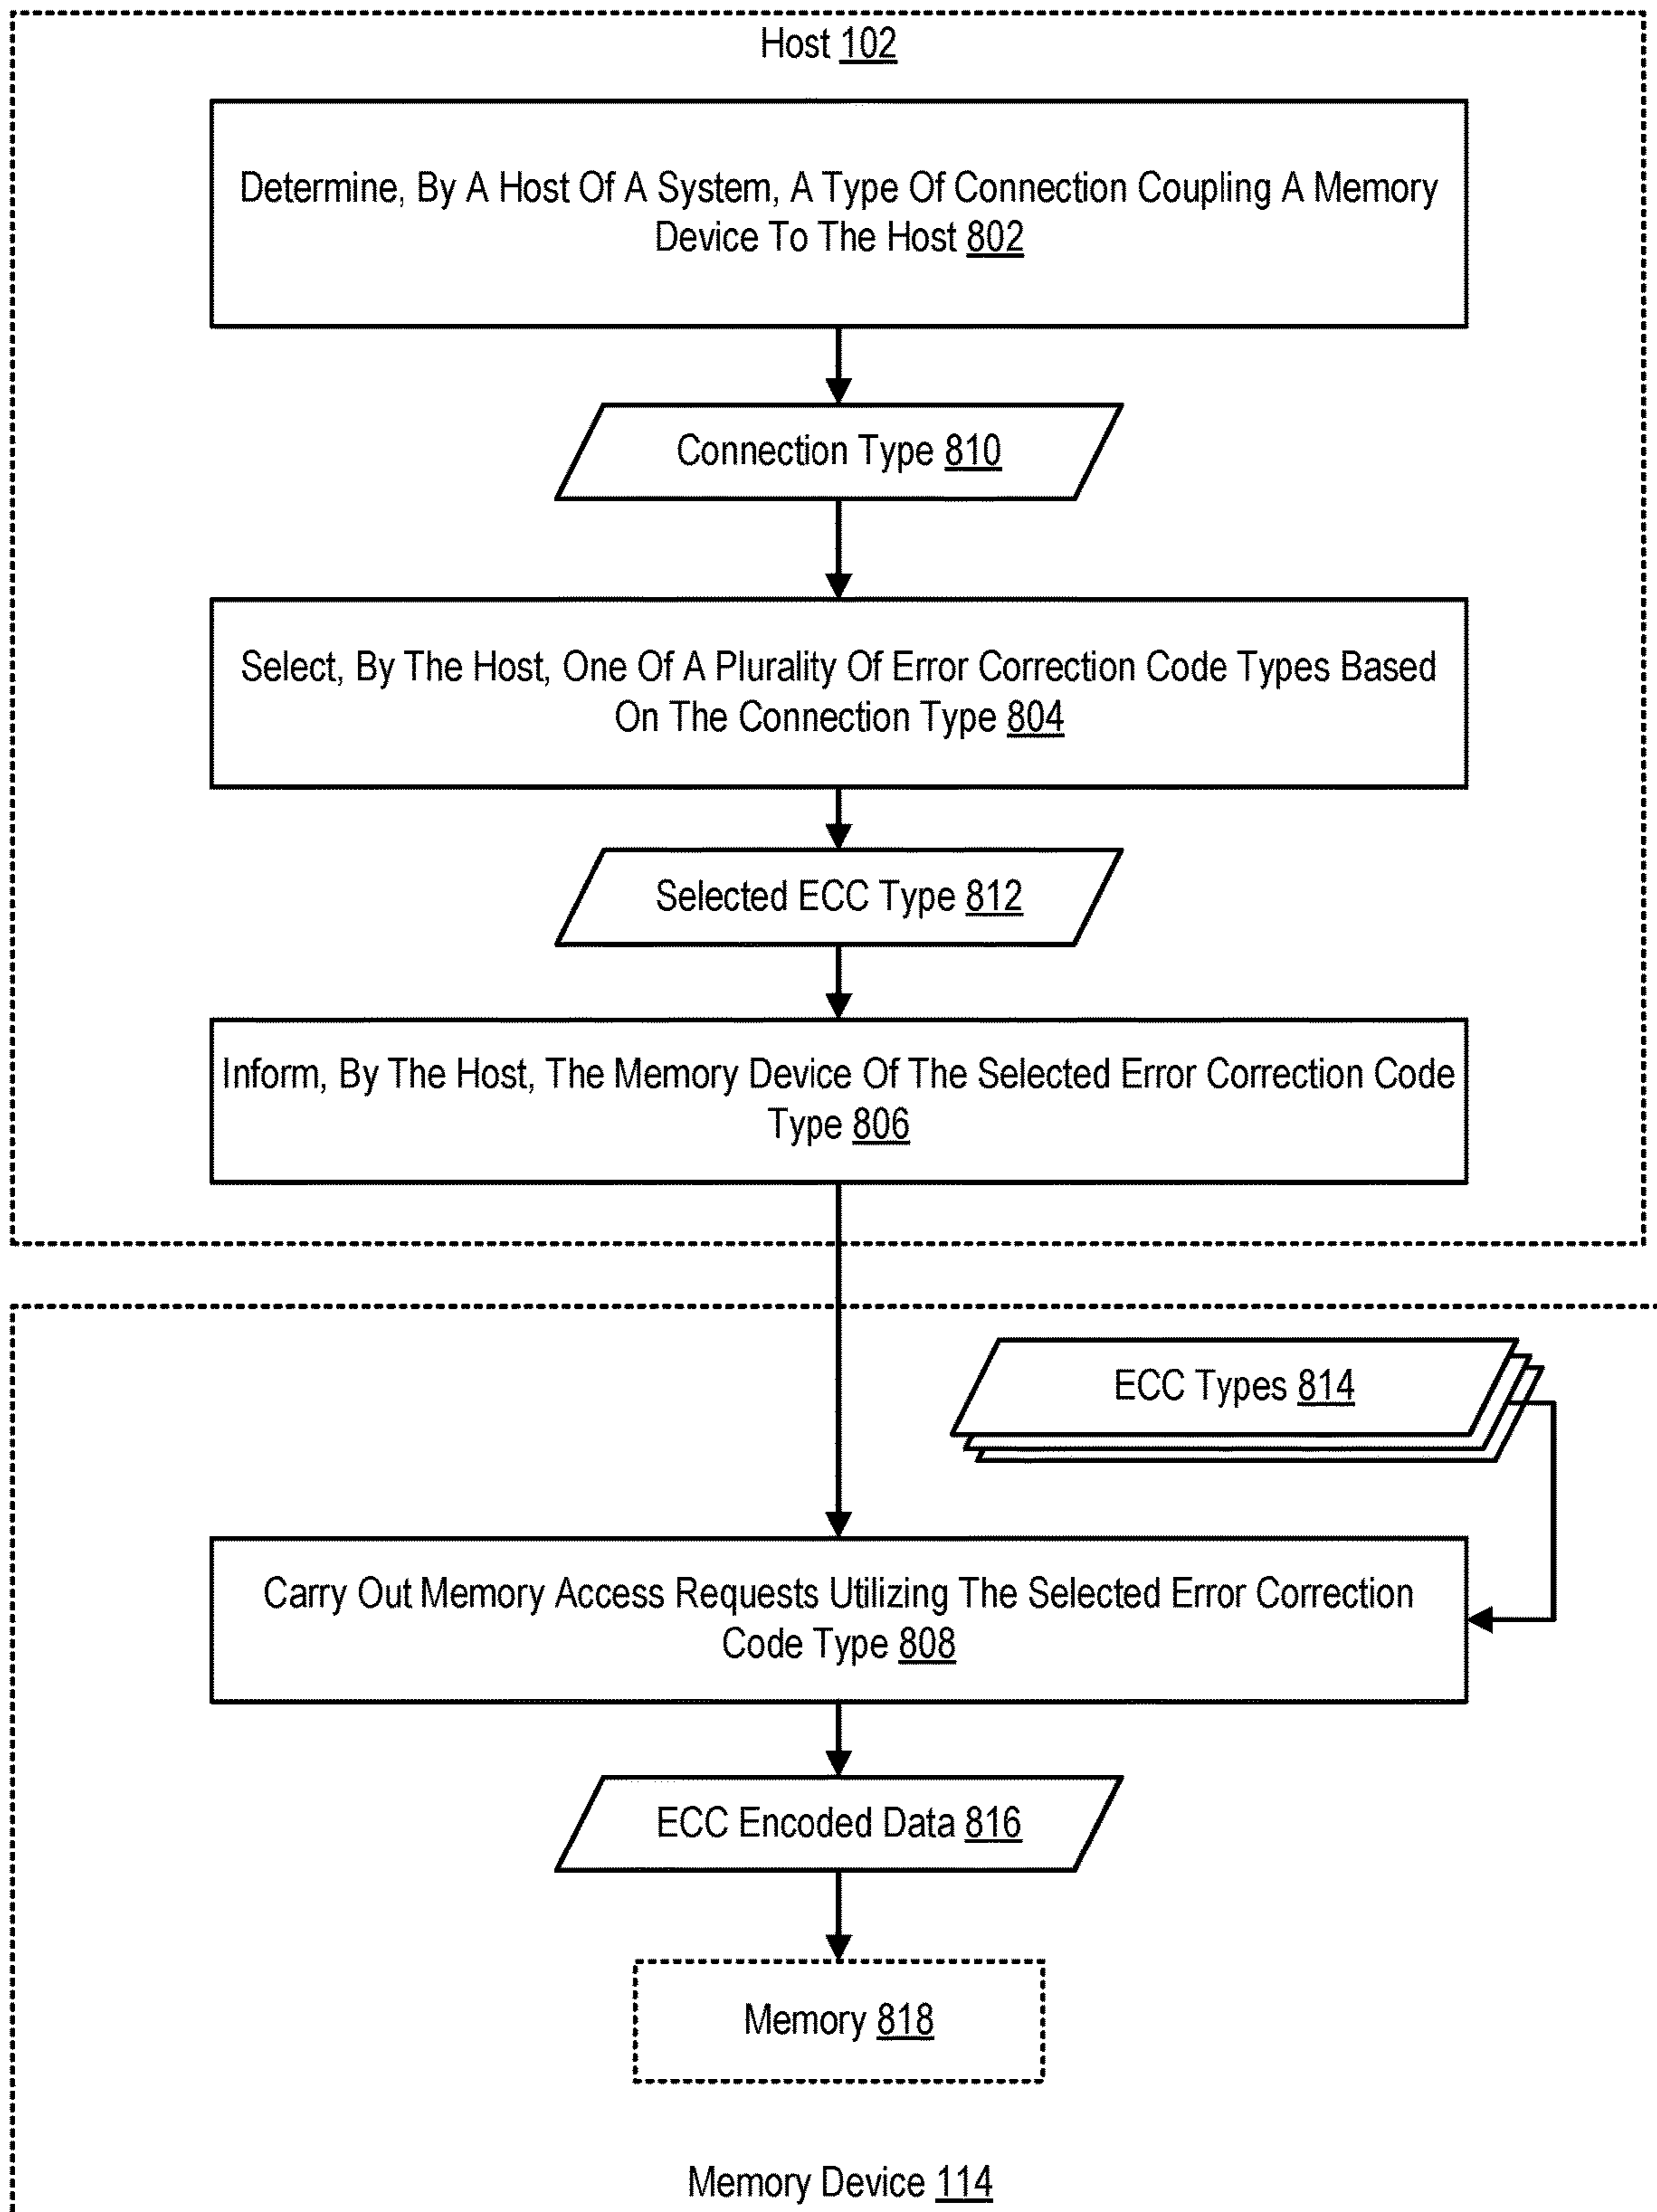 Host 102
Determine, By A Host Of A System, A Type Of Connection Coupling A Memory
Device To The Host 802
Connection Type 810
Select, By The Host, One Of A Plurality Of Error Correction Code Types Based
On The Connection Type 804
Selected ECC Type 812
Inform, By The Host, The Memory Device Of The Selected Error Correction Code
Type 806
ECC Types 814
Carry Out Memory Access Requests Utilizing The Selected Error Correction
Code Type 808
ECC Encoded Data 816
Memory 818
Memory Device 114